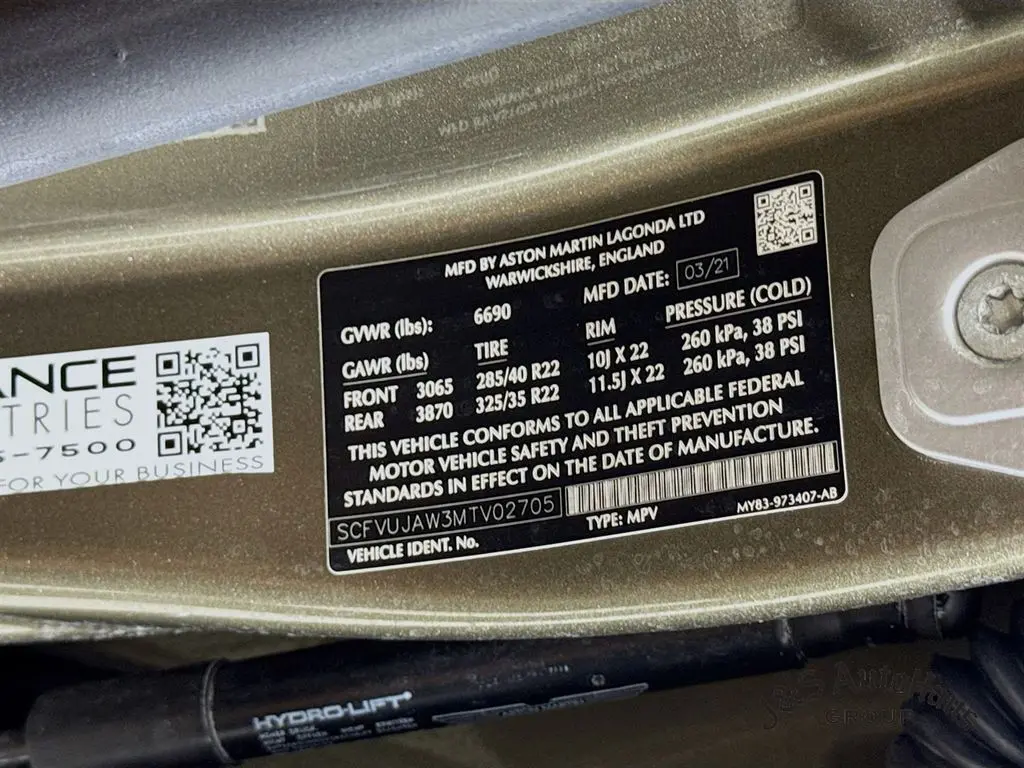 MFD BY ASTON MARTIN LAGONDA LTD
WARWICKSHIRE, ENGLAND
MFD DATE: 03/21
GVWR (lbs): 6690
GAWR (lbs) TIRE RIM PRESSURE (COLD)
FRONT 3065 285/40 R22 10J X 22 260 kPa, 38 PSI
REAR 3870 325/35 R22 11.5J X 22 260 kPa, 38 PSI
THIS VEHICLE CONFORMS TO ALL APPLICABLE FEDERAL
MOTOR VEHICLE SAFETY AND THEFT PREVENTION
STANDARDS IN EFFECT ON THE DATE OF MANUFACTURE.
SCFVUJAW3MTV02705
VEHICLE IDENT. No.
TYPE: MPV
MY83-973407-AB
ANCE
TRIES
-7500
FOR YOUR BUSINESS
HYDRO-LIFT
GROUP